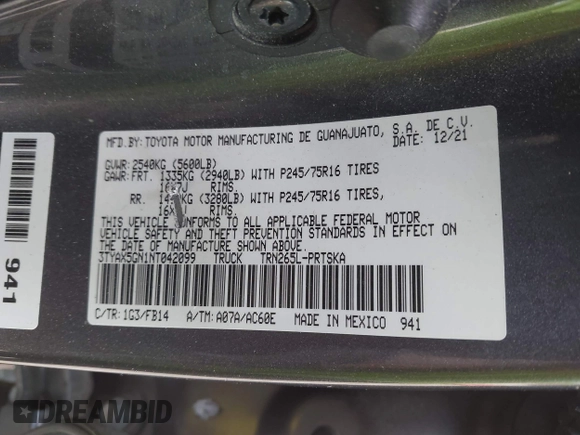 MFD.BY: TOYOTA MOTOR MANUFACTURING DE GUANAJUATO, S.A. DE C.V.
DATE: 12/21
GVWR: 2540KG (5600LB)
GAWR: FRT. 1335KG (2940LB) WITH P245/75R16 TIRES
RIMS,
RR. (3280LB) WITH P245/75R16 TIRES,
RIMS.
THIS VEHICLE TO ALL APPLICABLE FEDERAL MOTOR
VEHICLE SAFETY AND THEFT PREVENTION STANDARDS IN EFFECT ON
THE DATE OF MANUFACTURE SHOWN ABOVE.
3TYAX5GN1NT042099 TRUCK TRN265L-PRTSKA
C/TR: 1G3/FB14 A/TM: A07A/AC60E MADE IN MEXICO 941
941
DREAMBID